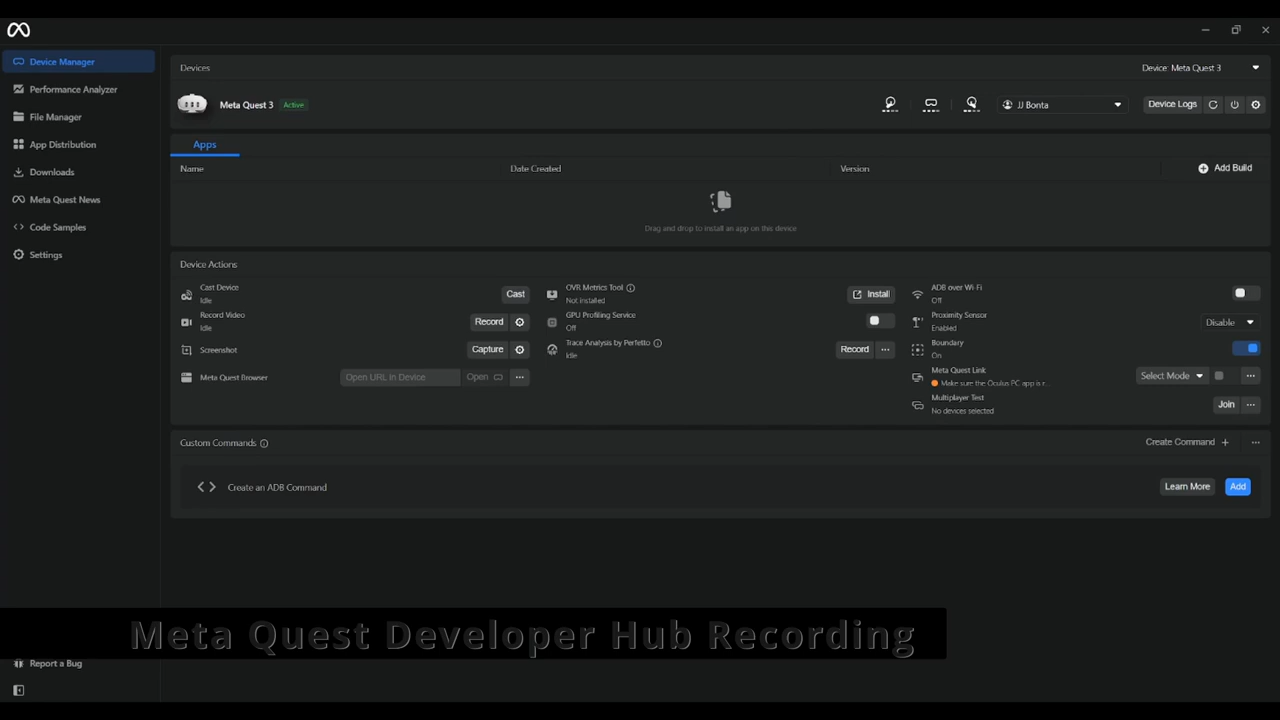 Device Manager
Performance Analyzer
File Manager
App Distribution
Downloads
Meta Quest News
Code Samples
Settings
Devices
Device: Meta Quest 3
Meta Quest 3 Active
JJ Bonta
Device Logs
Apps
Name Date Created Version Add Build
Drag and drop to install an app on this device
Device Actions
Cast Device
Idle
Cast
Record Video
Idle
Record
Screenshot
Capture
Meta Quest Browser
Open URL in Device
Open
OVR Metrics Tool
Not installed
Install
GPU Profiling Service
Off
Trace Analysis by Perfetto
Idle
Record
ADB over Wi-Fi
Off
Proximity Sensor
Enabled
Disable
Boundary
On
Meta Quest Link
Make sure the Oculus PC app is r...
Select Mode
Multiplayer Test
No devices selected
Join
Custom Commands
Create Command +
Create an ADB Command
Learn More
Add
Meta Quest Developer Hub Recording
Report a Bug